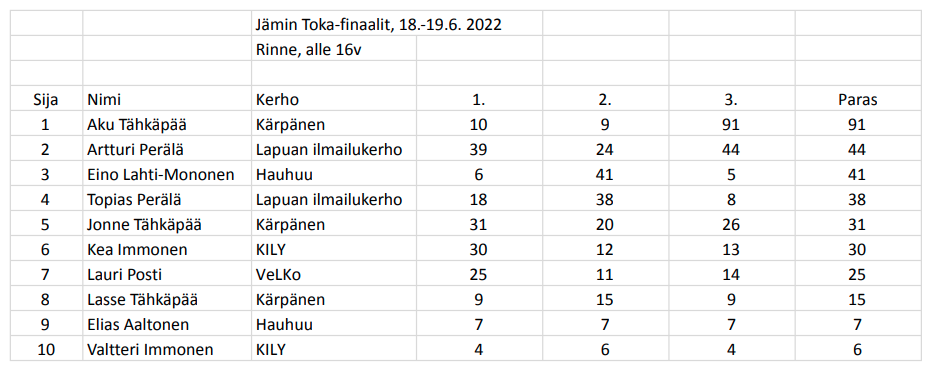 Jämin Toka-finaalit, 18.-19.6. 2022
Rinne, alle 16v
Sija Nimi Kerho 1. 2. 3. Paras
1 Aku Tähkäpää Kärpänen 10 9 91 91
2 Artturi Perälä Lapuan ilmailukerho 39 24 44 44
3 Eino Lahti-Mononen Hauhuu 6 41 5 41
4 Topias Perälä Lapuan ilmailukerho 18 38 8 38
5 Jonne Tähkäpää Kärpänen 31 20 26 31
6 Kea Immonen KILY 30 12 13 30
7 Lauri Posti VeLKo 25 11 14 25
8 Lasse Tähkäpää Kärpänen 9 15 9 15
9 Elias Aaltonen Hauhuu 7 7 7 7
10 Valtteri Immonen KILY 4 6 4 6